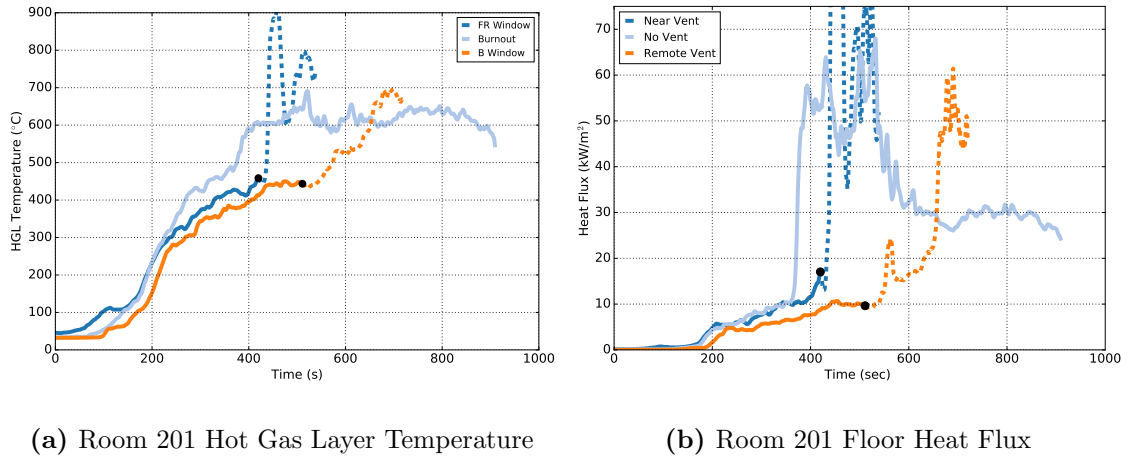 900
800
700
600
500
400
300
200
100
0
HGL Temperature (°C)
0 200 400 600 800 1000
Time (s)
FR Window
Burnout
B Window
70
60
50
40
30
20
10
0
Heat Flux (kW/m²)
0 200 400 600 800 1000
Time (sec)
Near Vent
No Vent
Remote Vent
(a) Room 201 Hot Gas Layer Temperature
(b) Room 201 Floor Heat Flux